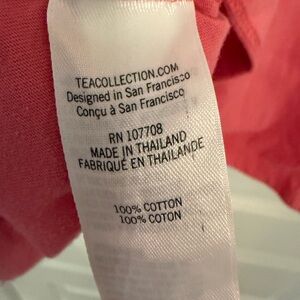 TEACOLLECTION.COM
Designed in San Francisco
Conçu à San Francisco
RN 107708
MADE IN THAILAND
FABRIQUÉ EN THAILANDE
100% COTTON
100% COTON